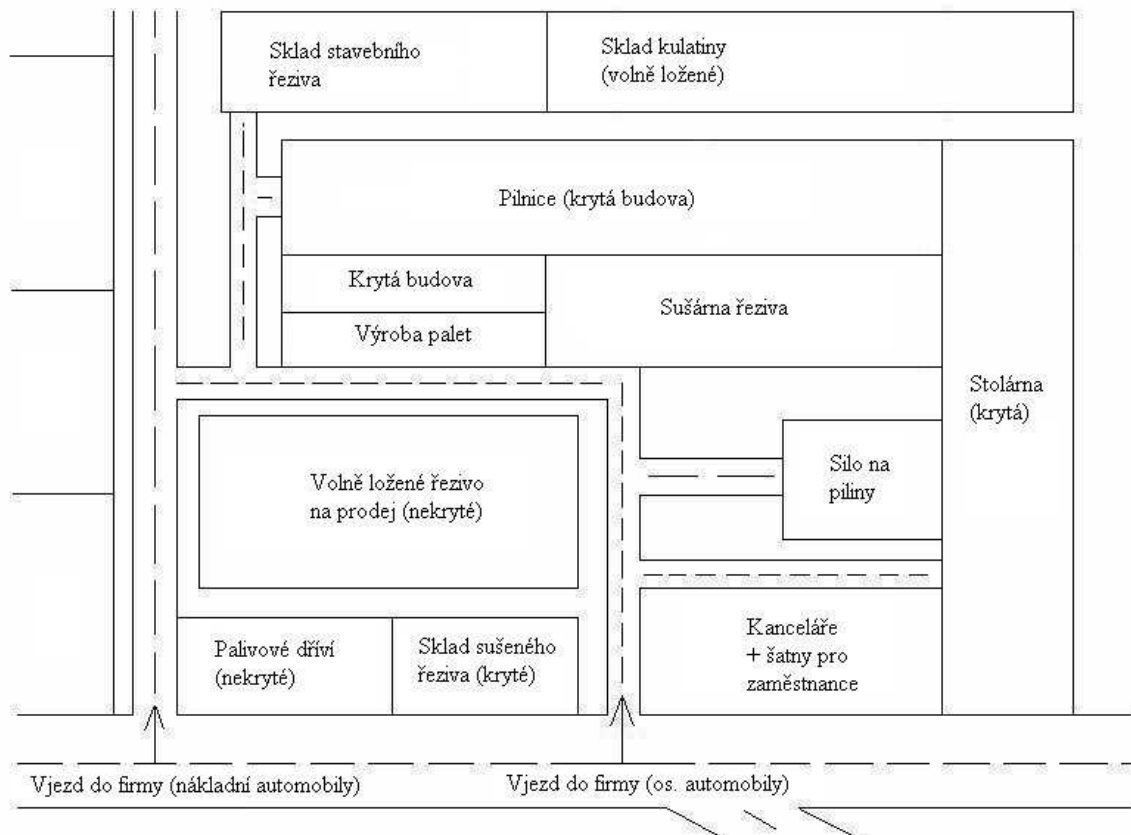 Sklad stavebního
řeziva
Sklad kulatiny
(volně ložené)
Pilnice (krytá budova)
Krytá budova
Výroba palet
Sušárna řeziva
Stolárna
(krytá)
Silo na
piliny
Volně ložené řezivo
na prodej (nekryté)
Palivové dříví
(nekryté)
Sklad sušeného
řeziva (kryté)
Kanceláře
+ šatny pro
zaměstnance
Vjezd do firmy (nákladní automobily)
Vjezd do firmy (os. automobily)